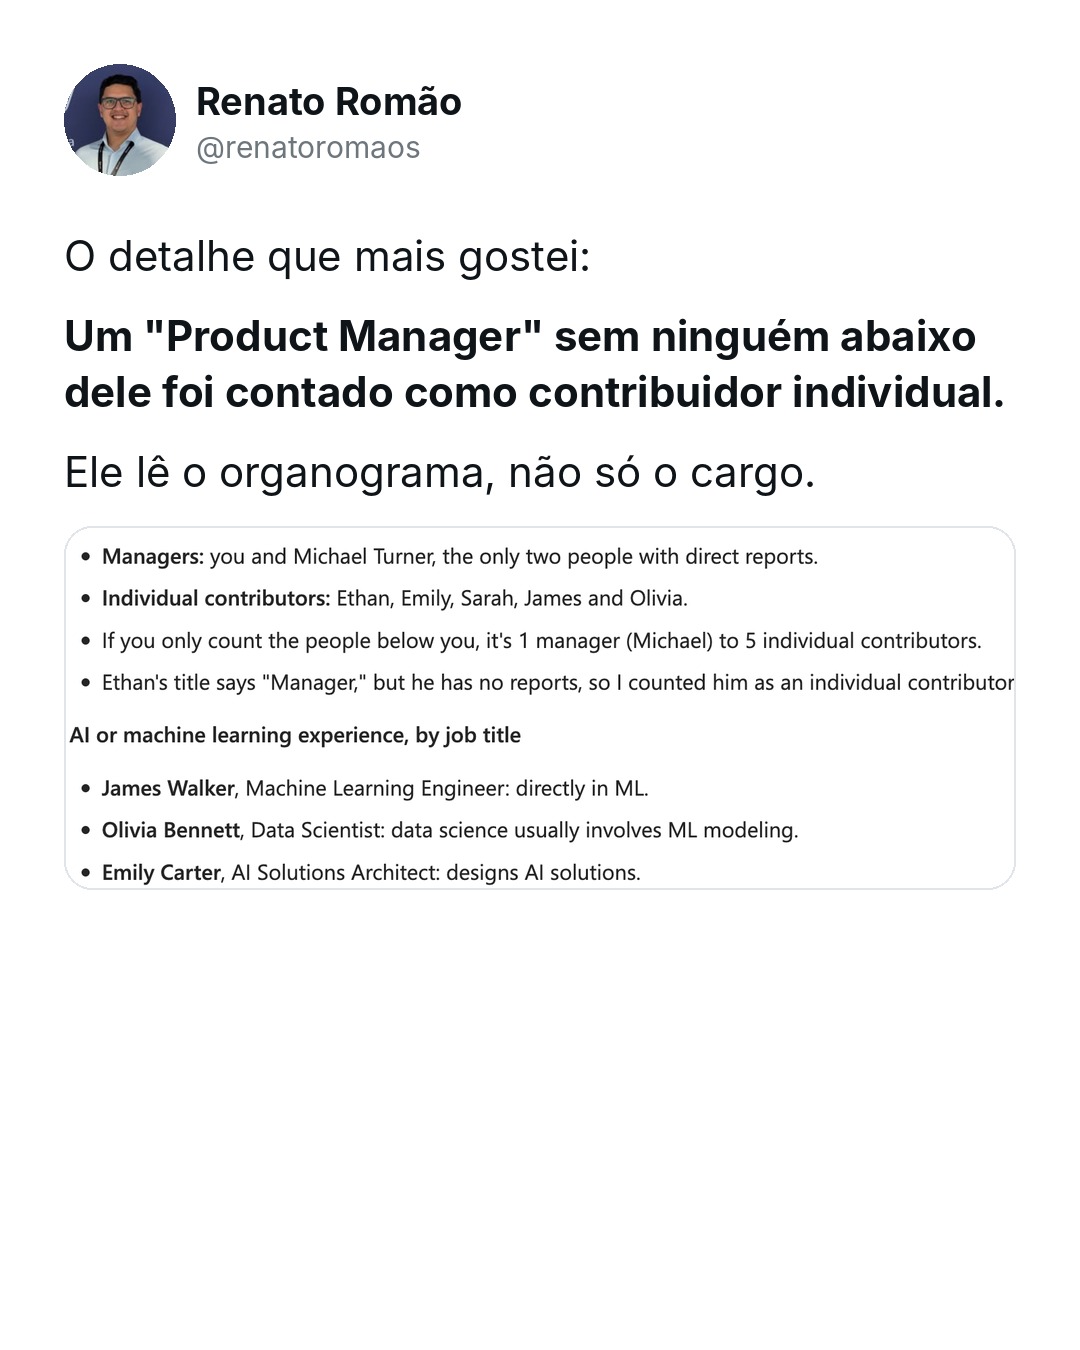 Renato Romão
@renatoromaos
O detalhe que mais gostei:
Um "Product Manager" sem ninguém abaixo
dele foi contado como contribuidor individual.
Ele lê o organograma, não só o cargo.
• Managers: you and Michael Turner, the only two people with direct reports.
• Individual contributors: Ethan, Emily, Sarah, James and Olivia.
• If you only count the people below you, it's 1 manager (Michael) to 5 individual contributors.
• Ethan's title says "Manager," but he has no reports, so I counted him as an individual contributor
AI or machine learning experience, by job title
• James Walker, Machine Learning Engineer: directly in ML.
• Olivia Bennett, Data Scientist: data science usually involves ML modeling.
• Emily Carter, AI Solutions Architect: designs AI solutions.